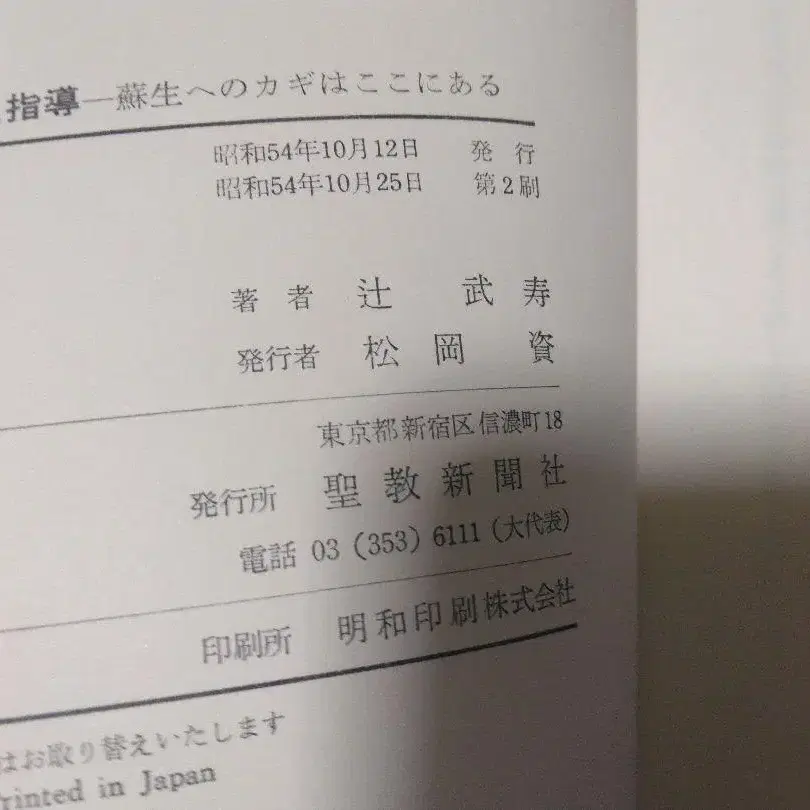 指導―蘇生へのカギはここにある
昭和54年10月12日 発行
昭和54年10月25日 第2刷
著者 辻武寿
発行者 松岡資
東京都新宿区信濃町18
発行所 聖教新聞社
電話 03(353)6111(大代表)
印刷所 明和印刷株式会社
はお取り替えいたします
Printed in Japan